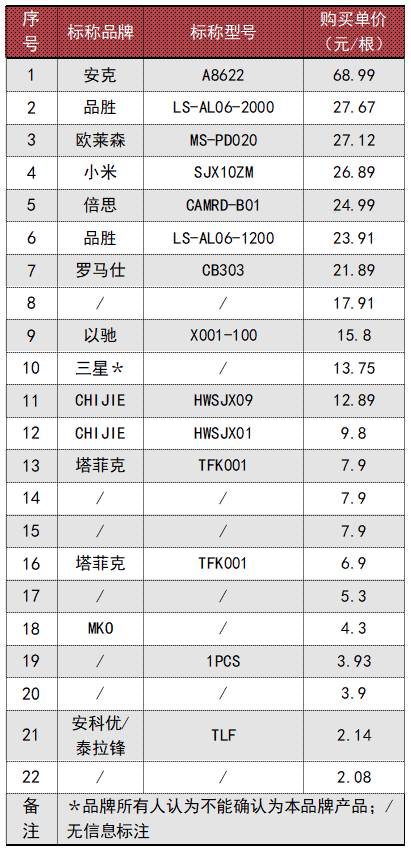 序号 标称品牌 标称型号 购买单价（元/根）
1 安克 A8622 68.99
2 品胜 LS-AL06-2000 27.67
3 欧莱森 MS-PD020 27.12
4 小米 SJX10ZM 26.89
5 倍思 CAMRD-B01 24.99
6 品胜 LS-AL06-1200 23.91
7 罗马仕 CB303 21.89
8 / / 17.91
9 以驰 X001-100 15.8
10 三星＊ / 13.75
11 CHIJIE HWSJX09 12.89
12 CHIJIE HWSJX01 9.8
13 塔菲克 TFK001 7.9
14 / / 7.9
15 / / 7.9
16 塔菲克 TFK001 6.9
17 / / 5.3
18 MKO / 4.3
19 / 1PCS 3.93
20 / / 3.9
21 安科优/泰拉锋 TLF 2.14
22 / / 2.08
备注 ＊品牌所有人认为不能确认为本品牌产品；/
无信息标注